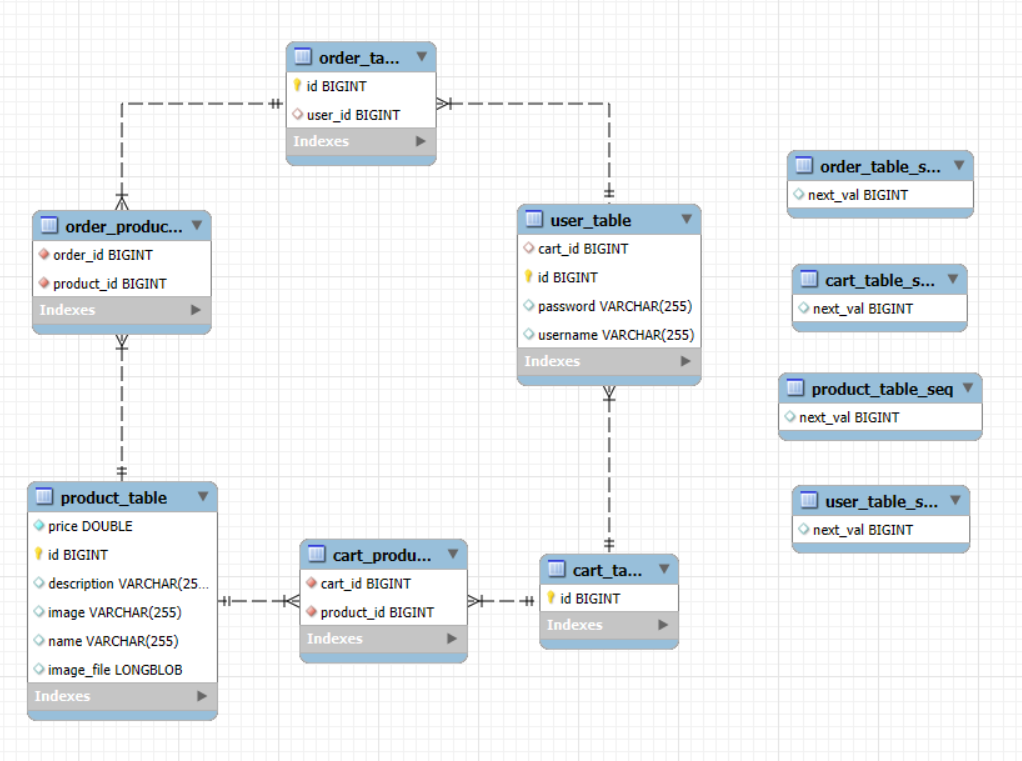 order_ta...
id BIGINT
user_id BIGINT
Indexes
order_produc...
order_id BIGINT
product_id BIGINT
Indexes
user_table
cart_id BIGINT
id BIGINT
password VARCHAR(255)
username VARCHAR(255)
Indexes
product_table
price DOUBLE
id BIGINT
description VARCHAR(25...
image VARCHAR(255)
name VARCHAR(255)
image_file LONGBLOB
Indexes
cart_produ...
cart_id BIGINT
product_id BIGINT
Indexes
cart_ta...
id BIGINT
Indexes
order_table_s...
next_val BIGINT
cart_table_s...
next_val BIGINT
product_table_seq
next_val BIGINT
user_table_s...
next_val BIGINT